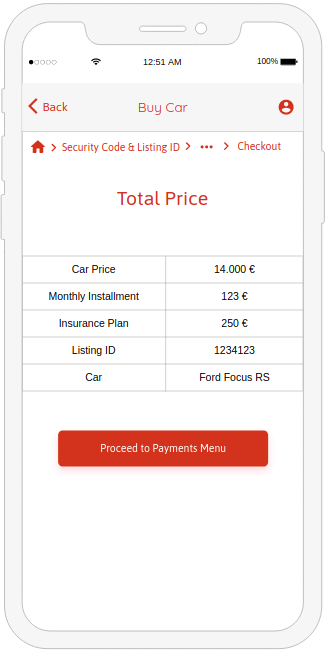 12:51 AM 100%
Back Buy Car
Security Code & Listing ID ••• Checkout
Total Price
Car Price 14.000 €
Monthly Installment 123 €
Insurance Plan 250 €
Listing ID 1234123
Car Ford Focus RS
Proceed to Payments Menu